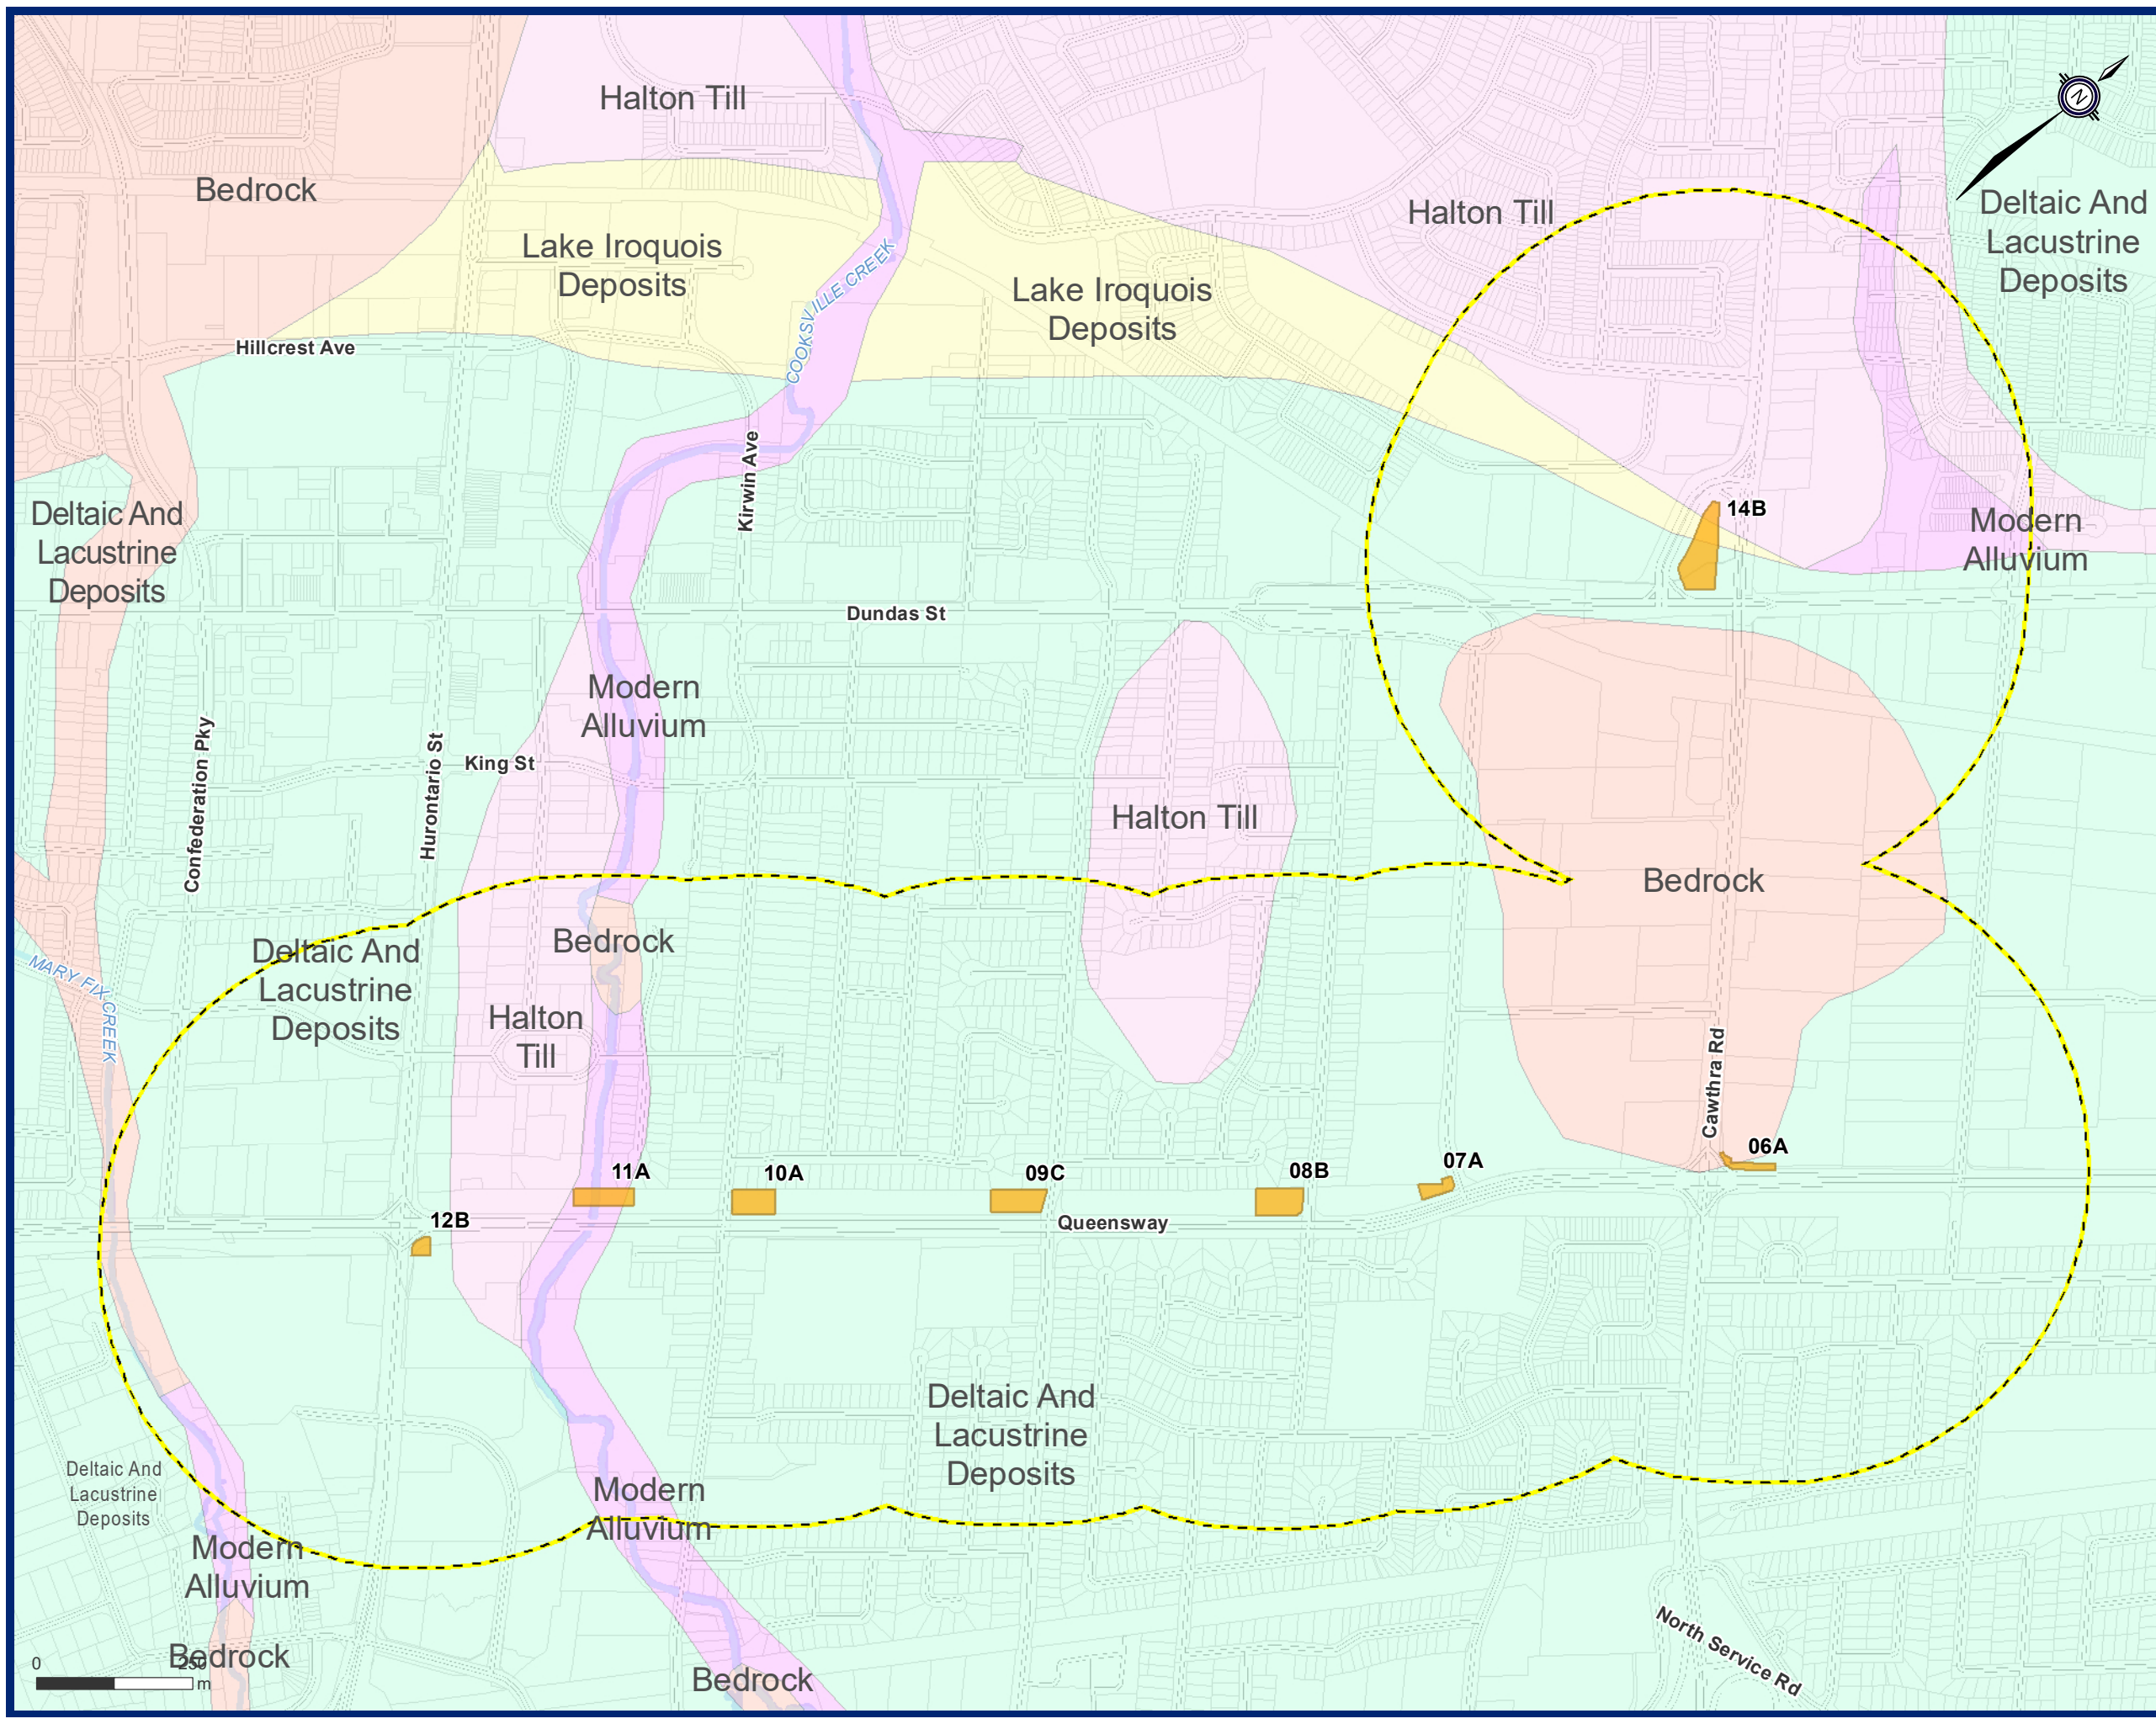 Halton Till
Bedrock
Halton Till
Deltaic And
Lacustrine
Deposits
N
Lake Iroquois
Deposits
Lake Iroquois
Deposits
COOKSVILLE CREEK
Hillcrest Ave
Kirwin Ave
Deltaic And
Lacustrine
Deposits
14B
Modern
Alluvium
Dundas St
Modern
Alluvium
Confederation Pky
Hurontario St
King St
Halton Till
Bedrock
Bedrock
Deltaic And
Lacustrine
Deposits
MARY FIX CREEK
Halton
Till
Cawthra Rd
11A
10A
09C
08B
07A
06A
12B
Queensway
Deltaic And
Lacustrine
Deposits
Deltaic And
Lacustrine
Deposits
Modern
Alluvium
Modern
Alluvium
North Service Rd
Bedrock
Bedrock
0 250
m